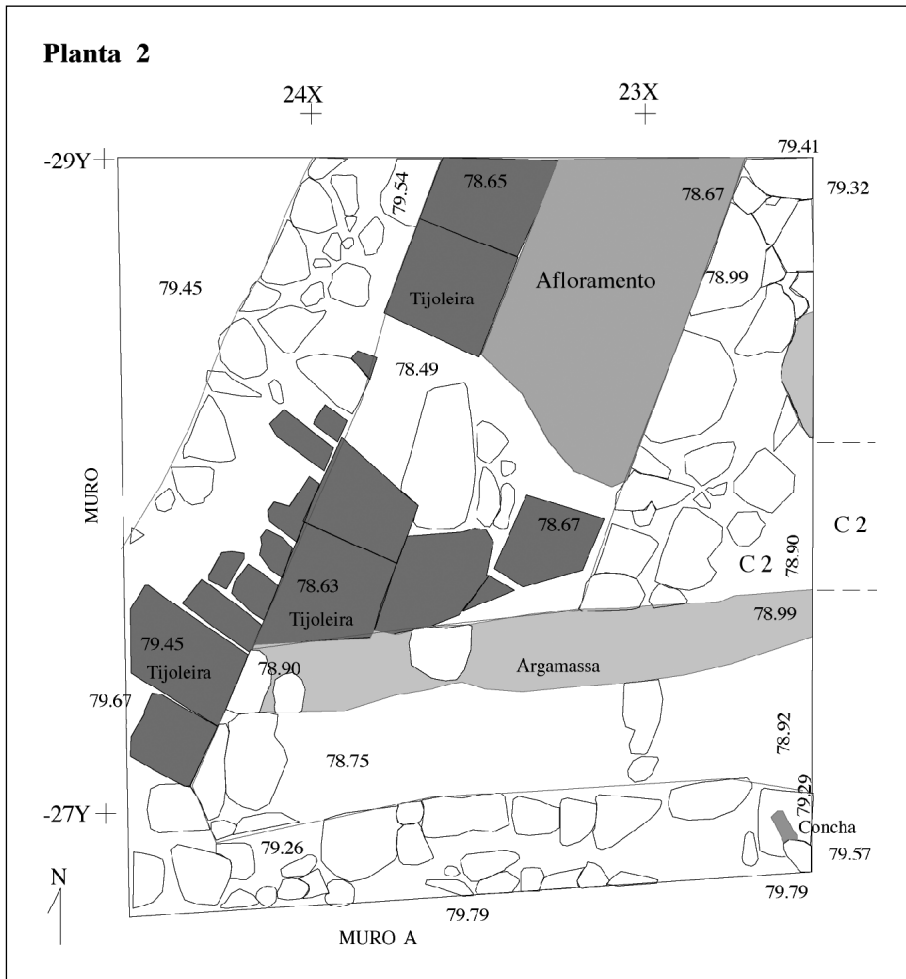 Planta 2
24X
23X
-29Y
79.41
79.54
78.65
78.67
79.32
79.45
78.99
Afloramento
Tijoleira
78.49
MURO
78.67
C 2
C 2
78.90
78.63
Tijoleira
78.99
79.45
Tijoleira
78.90
Argamassa
79.67
78.92
78.75
79.29
-27Y
Concha
79.26
79.57
N
79.79
79.79
MURO A